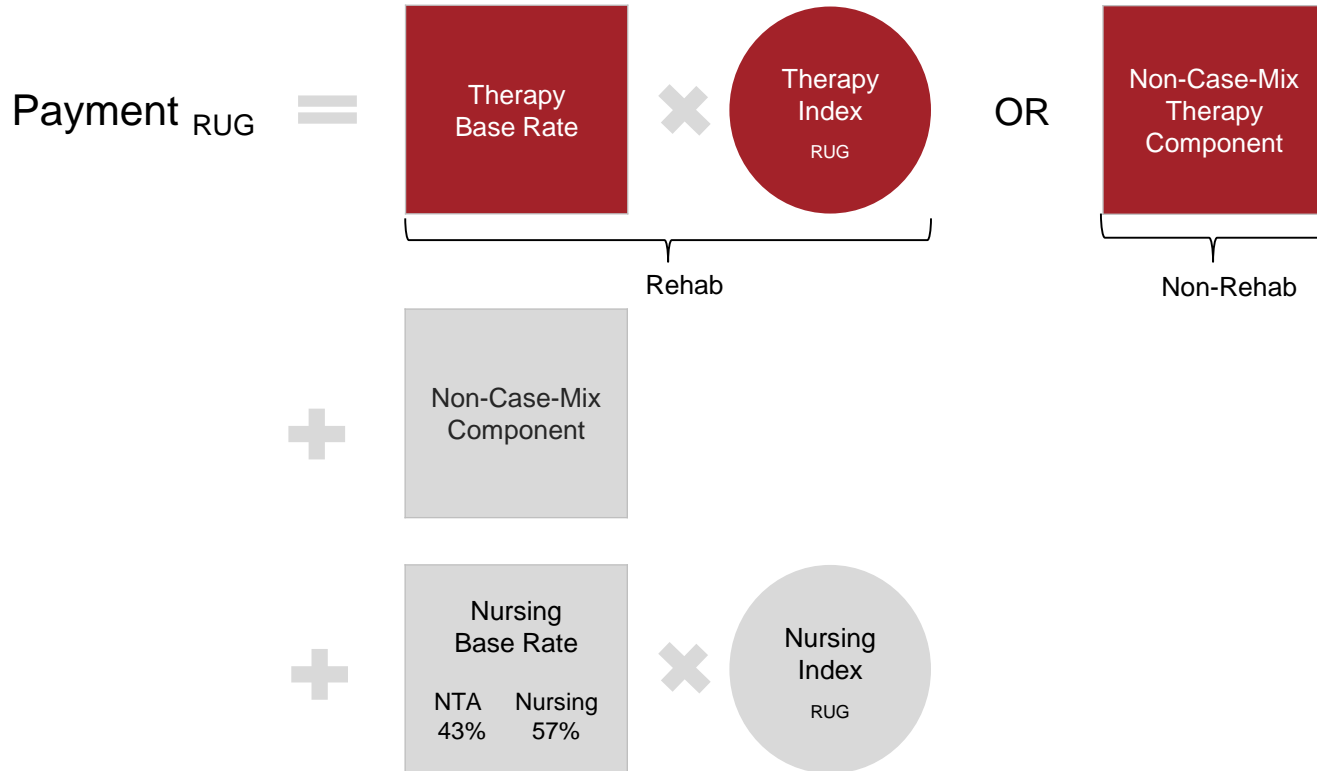 Payment RUG
Therapy
Base Rate
Therapy
Index
RUG
OR
Non-Case-Mix
Therapy
Component
Rehab
Non-Rehab
Non-Case-Mix
Component
Nursing
Base Rate
NTA Nursing
43% 57%
Nursing
Index
RUG